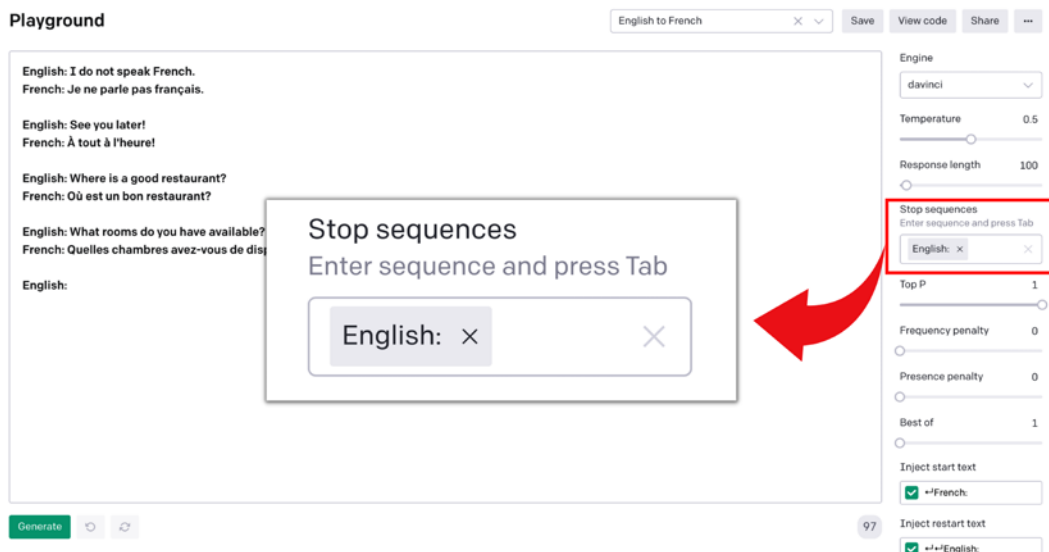 Playground
English to French
Save
View code
Share
English: I do not speak French.
French: Je ne parle pas français.
English: See you later!
French: À tout à l'heure!
English: Where is a good restaurant?
French: Où est un bon restaurant?
English: What rooms do you have available?
French: Quelles chambres avez-vous de
English:
Stop sequences
Enter sequence and press Tab
English:
Engine
davinci
Temperature 0.5
Response length 100
Stop sequences
Enter sequence and press Tab
English:
Top P 1
Frequency penalty 0
Presence penalty 0
Best of 1
Inject start text
↵French:
Inject restart text
↵↵English:
Generate
97